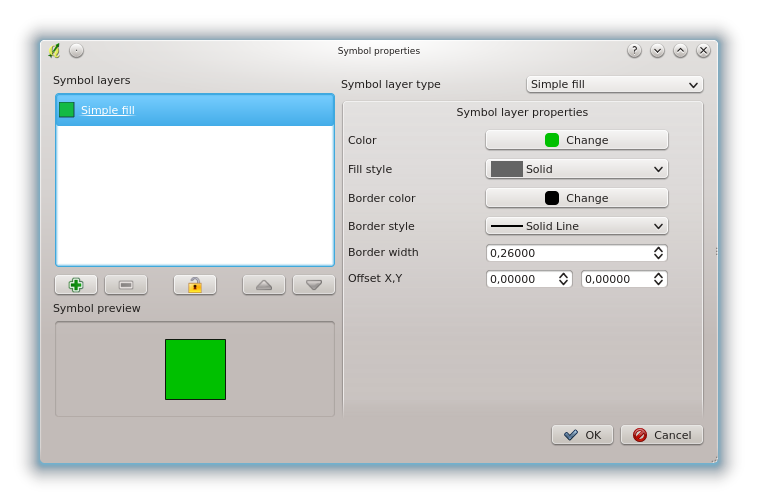 Symbol properties
?
Symbol layers
Simple fill
Symbol preview
Symbol layer type Simple fill
Symbol layer properties
Color Change
Fill style Solid
Border color Change
Border style Solid Line
Border width 0,26000
Offset X,Y 0,00000 0,00000
OK Cancel